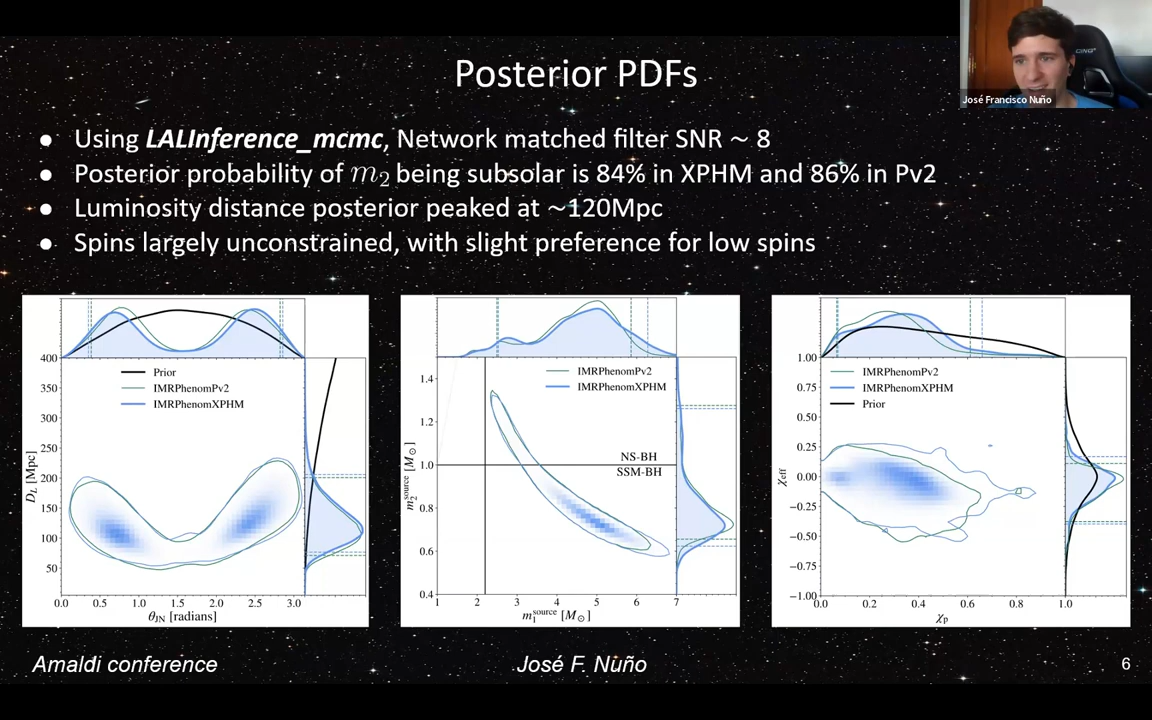 Posterior PDFs
CING
José Francisco Nuño
● Using LALInference_mcmc, Network matched filter SNR ~ 8
● Posterior probability of m₂ being subsolar is 84% in XPHM and 86% in Pv2
● Luminosity distance posterior peaked at ~120Mpc
● Spins largely unconstrained, with slight preference for low spins
400
350
300
250
200
150
100
50
D_L [Mpc]
Prior
IMRPhenomPv2
IMRPhenomXPHM
0.0 0.5 1.0 1.5 2.0 2.5 3.0
θ_JN [radians]
1.4
1.2
1.0
0.8
0.6
0.4
m₂^source [M⊙]
IMRPhenomPv2
IMRPhenomXPHM
NS-BH
SSM-BH
1 2 3 4 5 6 7
m₁^source [M⊙]
1.00
0.75
0.50
0.25
0.00
−0.25
−0.50
−0.75
−1.00
χ_eff
IMRPhenomPv2
IMRPhenomXPHM
Prior
0.0 0.2 0.4 0.6 0.8 1.0
χ_p
Amaldi conference
José F. Nuño
6